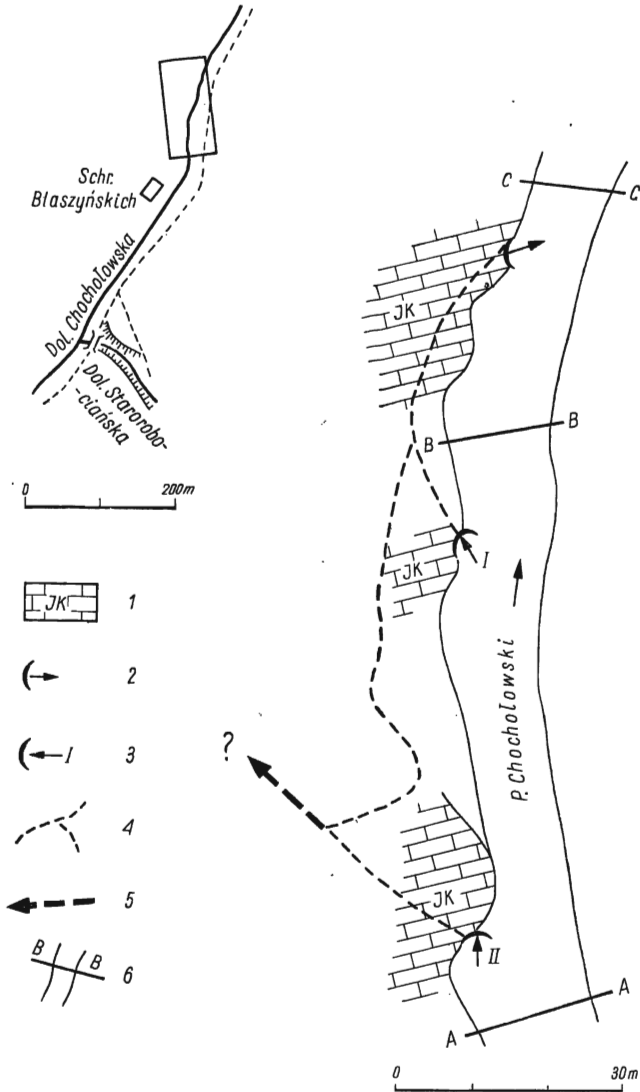 Schr.
Blaszyńskich
Dol. Chochołowska
Dol. Starorobo-
-ciańska
0 200m
JK 1
2
I 3
4
5
B B 6
C C
JK
B B
JK
I
P. Chochołowski
?
JK
II
A A
0 30m